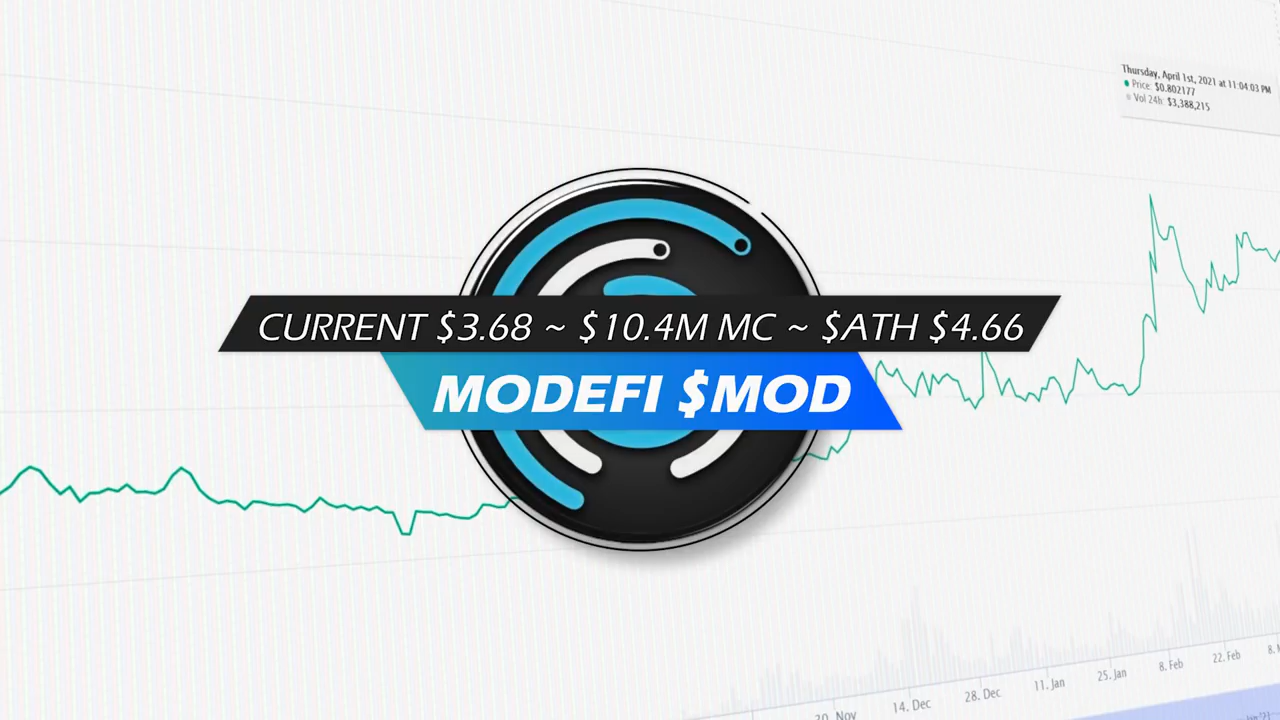 Thursday, April 1st, 2021 at 11:04:03 PM
Price: $0.802177
Vol 24h: $3,388,215
CURRENT $3.68 ~ $10.4M MC ~ $ATH $4.66
MODEFI $MOD
30. Nov 14. Dec 28. Dec 11. Jan 25. Jan 8. Feb 22. Feb 8.